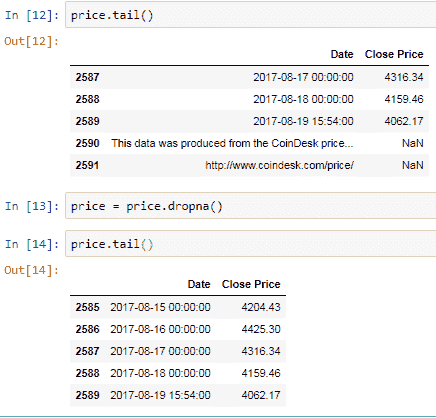 In [12]: price.tail()
Out[12]:
Date Close Price
2587 2017-08-17 00:00:00 4316.34
2588 2017-08-18 00:00:00 4159.46
2589 2017-08-19 15:54:00 4062.17
2590 This data was produced from the CoinDesk price... NaN
2591 http://www.coindesk.com/price/ NaN
In [13]: price = price.dropna()
In [14]: price.tail()
Out[14]:
Date Close Price
2585 2017-08-15 00:00:00 4204.43
2586 2017-08-16 00:00:00 4425.30
2587 2017-08-17 00:00:00 4316.34
2588 2017-08-18 00:00:00 4159.46
2589 2017-08-19 15:54:00 4062.17